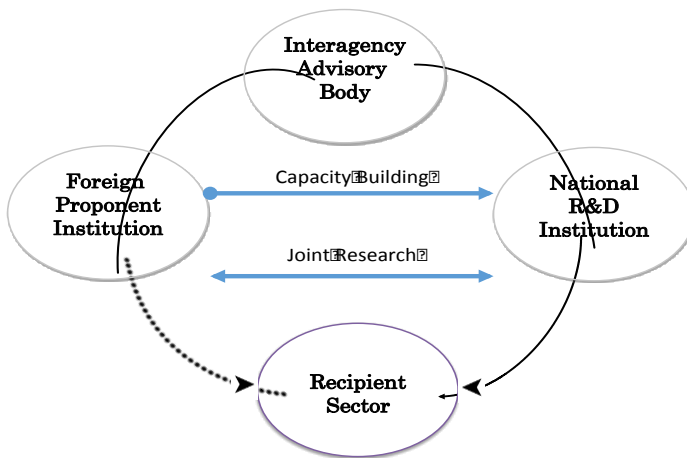 Interagency
Advisory
Body
Foreign
Proponent
Institution
Capacity Building
National
R&D
Institution
Joint Research
Recipient
Sector